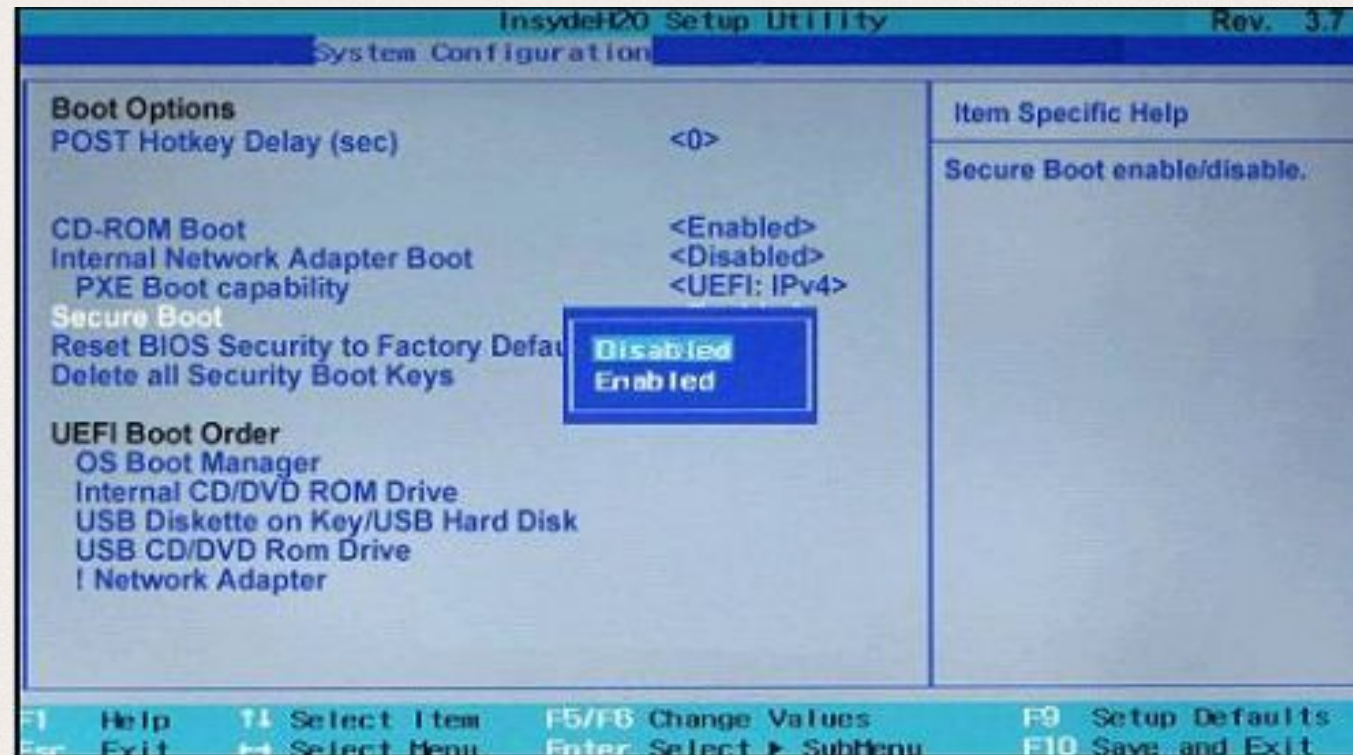 InsydeH2O Setup Utility Rev. 3.7
System Configuration
Boot Options
POST Hotkey Delay (sec) <0>
CD-ROM Boot <Enabled>
Internal Network Adapter Boot <Disabled>
PXE Boot capability <UEFI: IPv4>
Secure Boot
Reset BIOS Security to Factory Defau
Delete all Security Boot Keys
Disabled
Enabled
UEFI Boot Order
OS Boot Manager
Internal CD/DVD ROM Drive
USB Diskette on Key/USB Hard Disk
USB CD/DVD Rom Drive
! Network Adapter
Item Specific Help
Secure Boot enable/disable.
F1 Help ↑↓ Select Item F5/F6 Change Values F9 Setup Defaults
Esc Exit ↔ Select Menu Enter Select ▶ SubMenu F10 Save and Exit